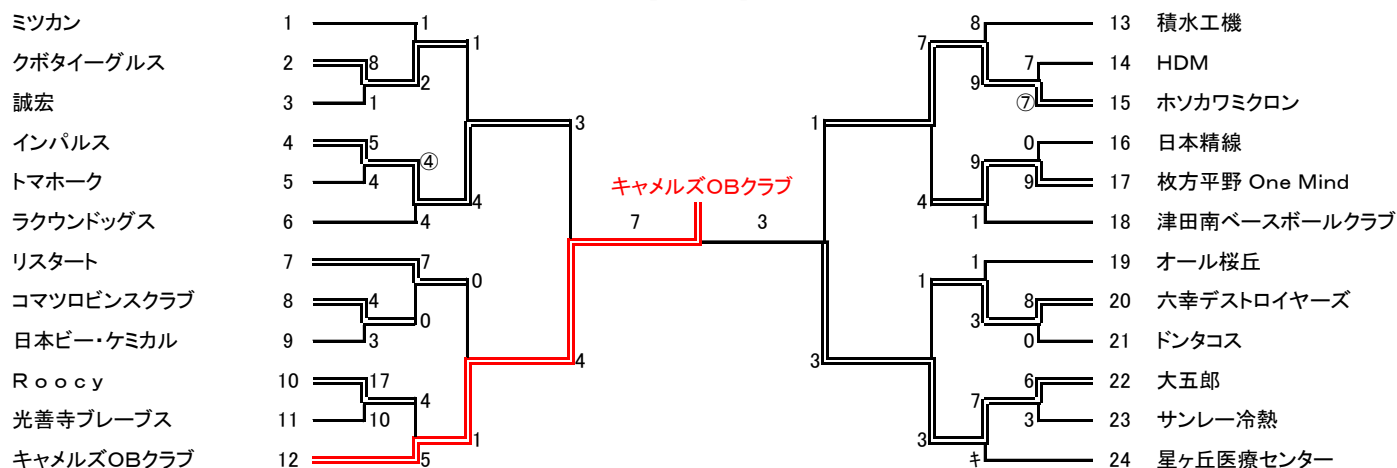 ミツカン 1 1
1
クボタイーグルス 2 8
2
誠宏 3 1
3
インパルス 4 5
④
トマホーク 5 4
4
ラクウンドッグス 6 4
リスタート 7 7
0
コマツロビンスクラブ 8 4
0
日本ビー・ケミカル 9 3
4
Ｒｏｏｃｙ 10 17
4
光善寺ブレーブス 11 10
1
キャメルズOBクラブ 12 5
キャメルズOBクラブ
7 3
8 13 積水工機
7
7 14 HDM
9
⑦ 15 ホソカワミクロン
1
0 16 日本精線
9
9 17 枚方平野 One Mind
4
1 18 津田南ベースボールクラブ
1 19 オール桜丘
1
8 20 六幸デストロイヤーズ
3
0 21 ドンタコス
3
6 22 大五郎
7
3 23 サンレー冷熱
3
キ 24 星ヶ丘医療センター